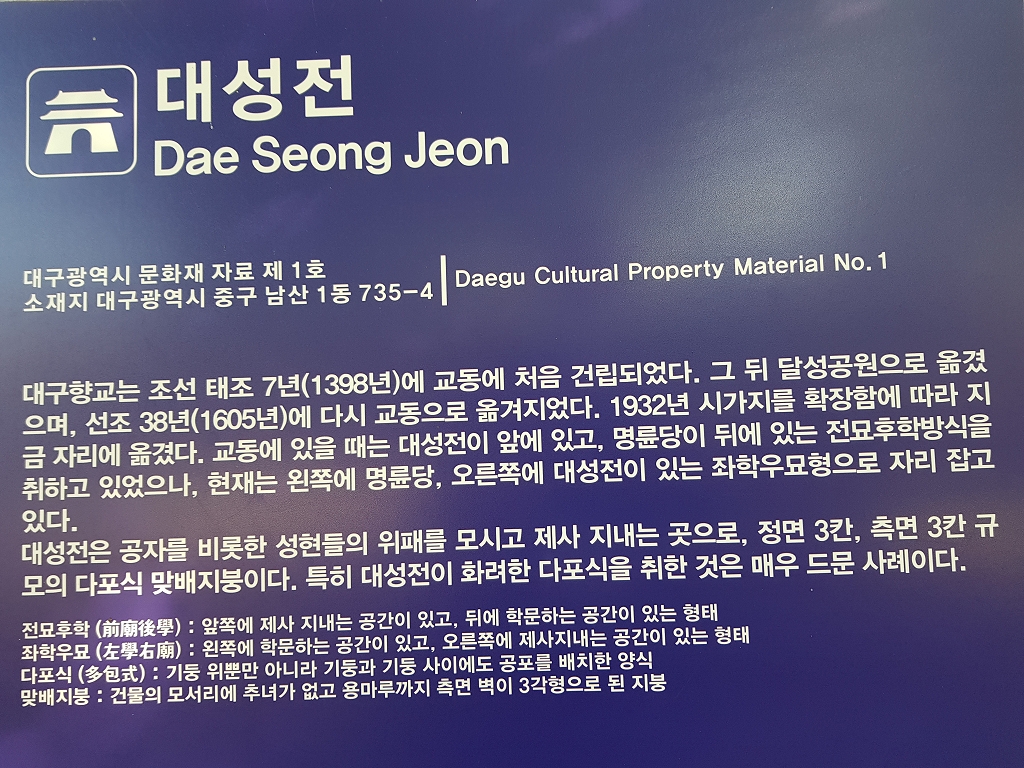 대성전
Dae Seong Jeon
대구광역시 문화재 자료 제 1호
소재지 대구광역시 중구 남산 1동 735-4
Daegu Cultural Property Material No. 1
대구향교는 조선 태조 7년(1398년)에 교동에 처음 건립되었다. 그 뒤 달성공원으로 옮겼
으며, 선조 38년(1605년)에 다시 교동으로 옮겨지었다. 1932년 시가지를 확장함에 따라 지
금 자리에 옮겼다. 교동에 있을 때는 대성전이 앞에 있고, 명륜당이 뒤에 있는 전묘후학방식을
취하고 있었으나, 현재는 왼쪽에 명륜당, 오른쪽에 대성전이 있는 좌학우묘형으로 자리 잡고
있다.
대성전은 공자를 비롯한 성현들의 위패를 모시고 제사 지내는 곳으로, 정면 3칸, 측면 3칸 규
모의 다포식 맞배지붕이다. 특히 대성전이 화려한 다포식을 취한 것은 매우 드문 사례이다.
전묘후학 (前廟後學) : 앞쪽에 제사 지내는 공간이 있고, 뒤에 학문하는 공간이 있는 형태
좌학우묘 (左學右廟) : 왼쪽에 학문하는 공간이 있고, 오른쪽에 제사지내는 공간이 있는 형태
다포식 (多包式) : 기둥 위뿐만 아니라 기둥과 기둥 사이에도 공포를 배치한 양식
맞배지붕 : 건물의 모서리에 추녀가 없고 용마루까지 측면 벽이 3각형으로 된 지붕